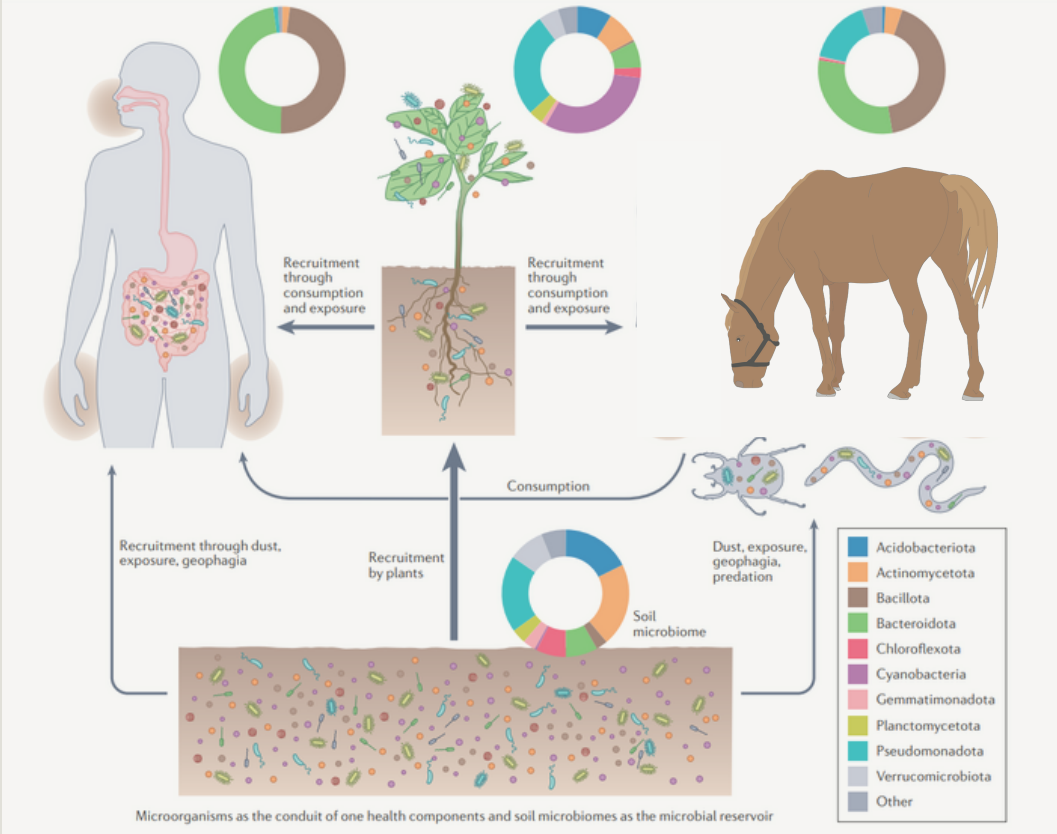 Recruitment
through
consumption
and exposure
Recruitment
through
consumption
and exposure
Consumption
Recruitment through dust,
exposure, geophagia
Recruitment
by plants
Dust, exposure,
geophagia,
predation
Soil
microbiome
Acidobacteriota
Actinomycetota
Bacillota
Bacteroidota
Chloroflexota
Cyanobacteria
Gemmatimonadota
Planctomycetota
Pseudomonadota
Verrucomicrobiota
Other
Microorganisms as the conduit of one health components and soil microbiomes as the microbial reservoir